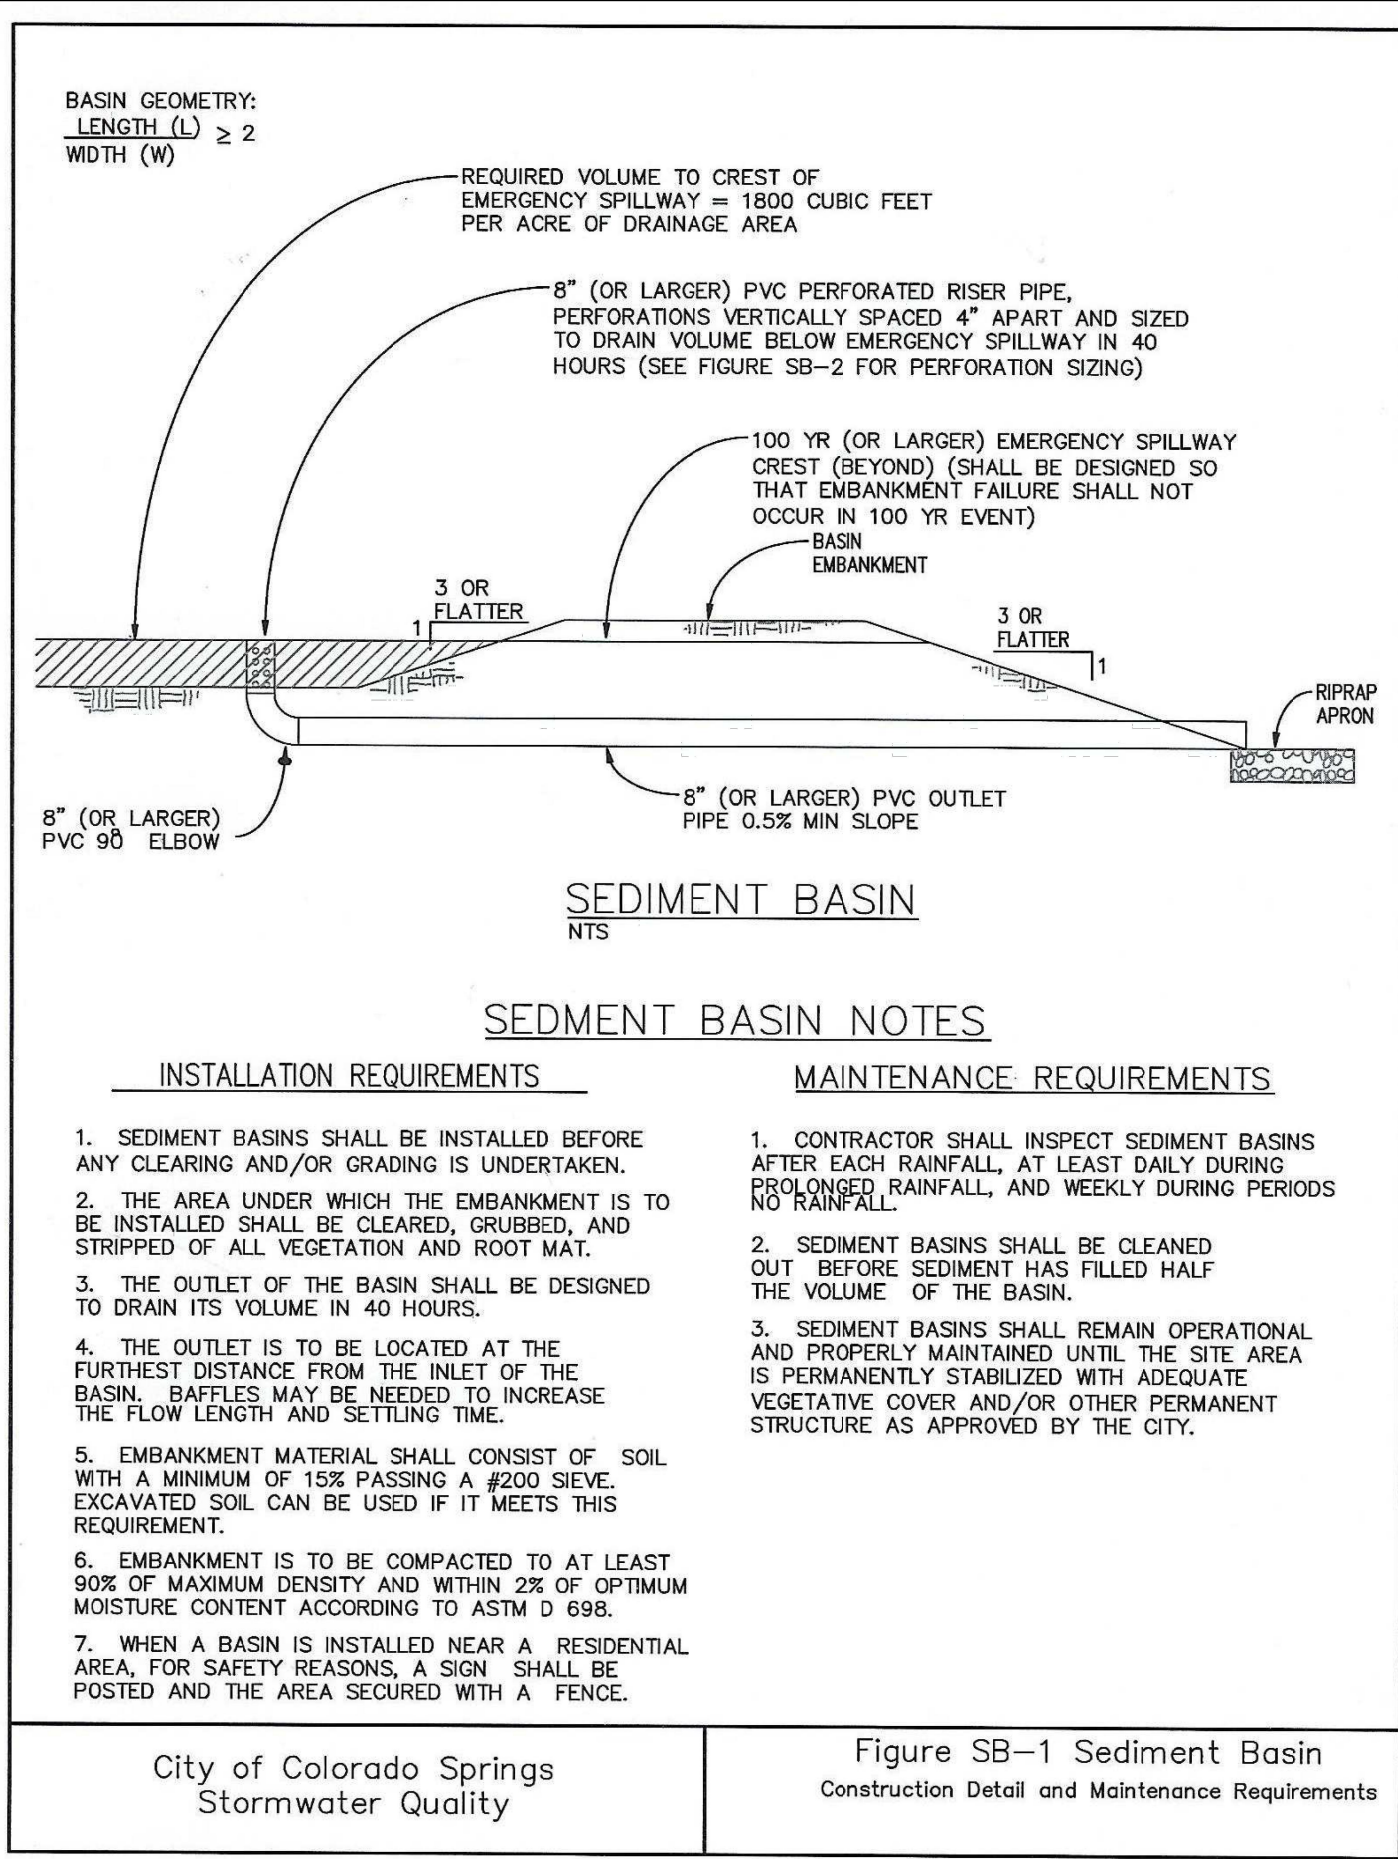 BASIN GEOMETRY:
LENGTH (L) ≥ 2
WIDTH (W)
REQUIRED VOLUME TO CREST OF
EMERGENCY SPILLWAY = 1800 CUBIC FEET
PER ACRE OF DRAINAGE AREA
8" (OR LARGER) PVC PERFORATED RISER PIPE,
PERFORATIONS VERTICALLY SPACED 4" APART AND SIZED
TO DRAIN VOLUME BELOW EMERGENCY SPILLWAY IN 40
HOURS (SEE FIGURE SB-2 FOR PERFORATION SIZING)
100 YR (OR LARGER) EMERGENCY SPILLWAY
CREST (BEYOND) (SHALL BE DESIGNED SO
THAT EMBANKMENT FAILURE SHALL NOT
OCCUR IN 100 YR EVENT)
BASIN
EMBANKMENT
3 OR
FLATTER
1
3 OR
FLATTER
1
RIPRAP
APRON
8" (OR LARGER)
PVC 90° ELBOW
8" (OR LARGER) PVC OUTLET
PIPE 0.5% MIN SLOPE
SEDIMENT BASIN
NTS
SEDMENT BASIN NOTES
INSTALLATION REQUIREMENTS
1. SEDIMENT BASINS SHALL BE INSTALLED BEFORE
ANY CLEARING AND/OR GRADING IS UNDERTAKEN.
2. THE AREA UNDER WHICH THE EMBANKMENT IS TO
BE INSTALLED SHALL BE CLEARED, GRUBBED, AND
STRIPPED OF ALL VEGETATION AND ROOT MAT.
3. THE OUTLET OF THE BASIN SHALL BE DESIGNED
TO DRAIN ITS VOLUME IN 40 HOURS.
4. THE OUTLET IS TO BE LOCATED AT THE
FURTHEST DISTANCE FROM THE INLET OF THE
BASIN. BAFFLES MAY BE NEEDED TO INCREASE
THE FLOW LENGTH AND SETTLING TIME.
5. EMBANKMENT MATERIAL SHALL CONSIST OF SOIL
WITH A MINIMUM OF 15% PASSING A #200 SIEVE.
EXCAVATED SOIL CAN BE USED IF IT MEETS THIS
REQUIREMENT.
6. EMBANKMENT IS TO BE COMPACTED TO AT LEAST
90% OF MAXIMUM DENSITY AND WITHIN 2% OF OPTIMUM
MOISTURE CONTENT ACCORDING TO ASTM D 698.
7. WHEN A BASIN IS INSTALLED NEAR A RESIDENTIAL
AREA, FOR SAFETY REASONS, A SIGN SHALL BE
POSTED AND THE AREA SECURED WITH A FENCE.
MAINTENANCE REQUIREMENTS
1. CONTRACTOR SHALL INSPECT SEDIMENT BASINS
AFTER EACH RAINFALL, AT LEAST DAILY DURING
PROLONGED RAINFALL, AND WEEKLY DURING PERIODS
NO RAINFALL.
2. SEDIMENT BASINS SHALL BE CLEANED
OUT BEFORE SEDIMENT HAS FILLED HALF
THE VOLUME OF THE BASIN.
3. SEDIMENT BASINS SHALL REMAIN OPERATIONAL
AND PROPERLY MAINTAINED UNTIL THE SITE AREA
IS PERMANENTLY STABILIZED WITH ADEQUATE
VEGETATIVE COVER AND/OR OTHER PERMANENT
STRUCTURE AS APPROVED BY THE CITY.
City of Colorado Springs
Stormwater Quality
Figure SB-1 Sediment Basin
Construction Detail and Maintenance Requirements